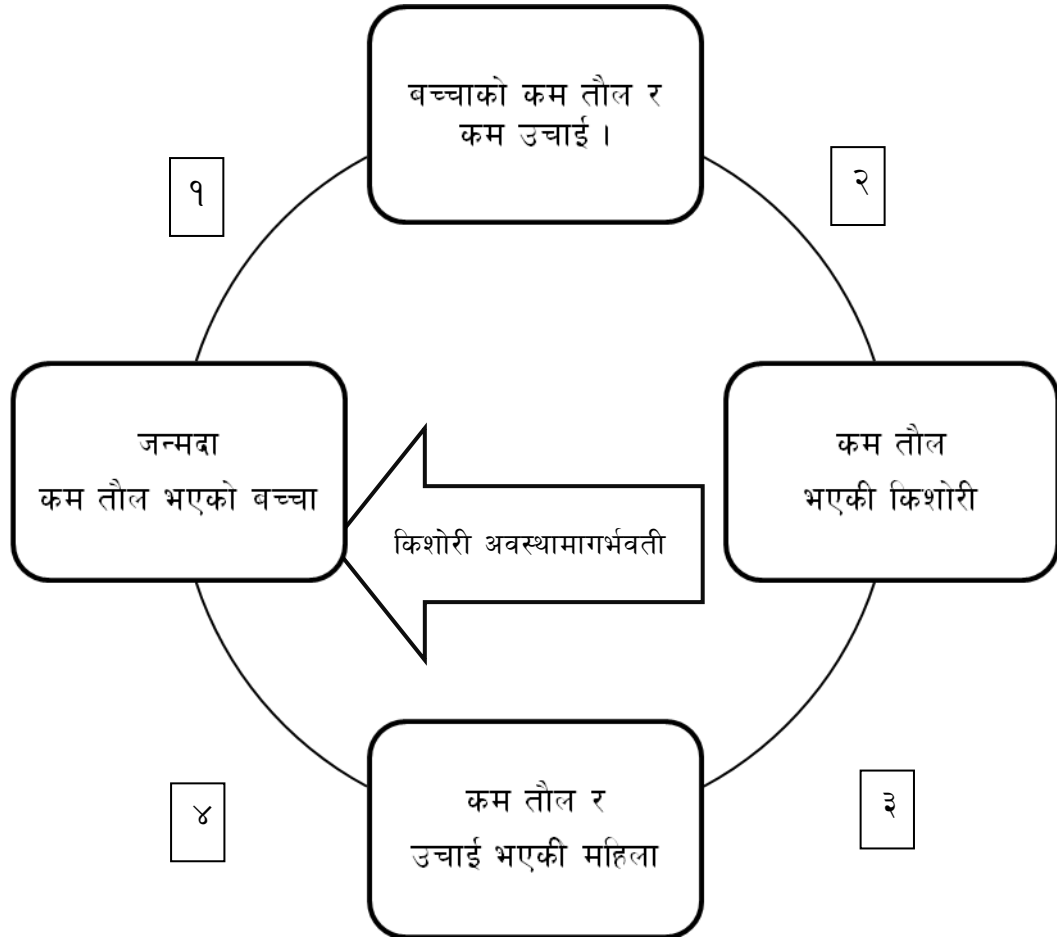 बच्चाको कम तौल र
कम उचाई ।
१
२
जन्मदा
कम तौल भएको बच्चा
किशोरी अवस्थामागर्भवती
कम तौल
भएकी किशोरी
४
कम तौल र
उचाई भएकी महिला
३